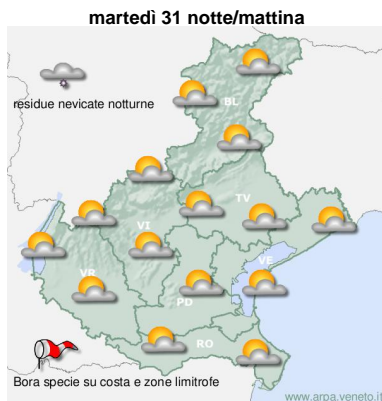 martedì 31 notte/mattina
residue nevicate notturne
BL
TV
VI
VE
VR
PD
RO
Bora specie su costa e zone limitrofe
www.arpa.veneto.it